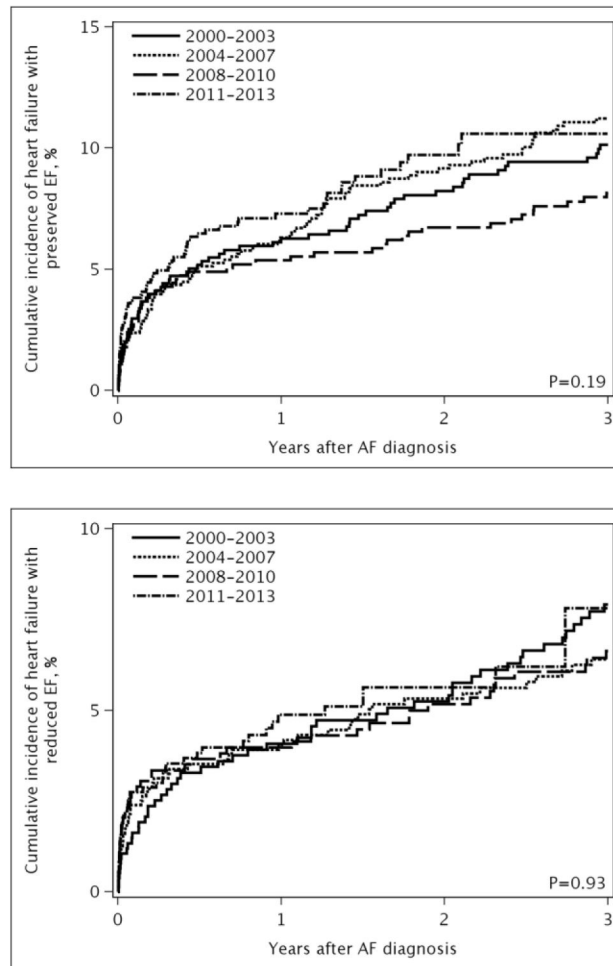 Cumulative incidence of heart failure with
preserved EF, %
15
10
5
0
2000-2003
2004-2007
2008-2010
2011-2013
P=0.19
0 1 2 3
Years after AF diagnosis
Cumulative incidence of heart failure with
reduced EF, %
10
5
0
2000-2003
2004-2007
2008-2010
2011-2013
P=0.93
0 1 2 3
Years after AF diagnosis